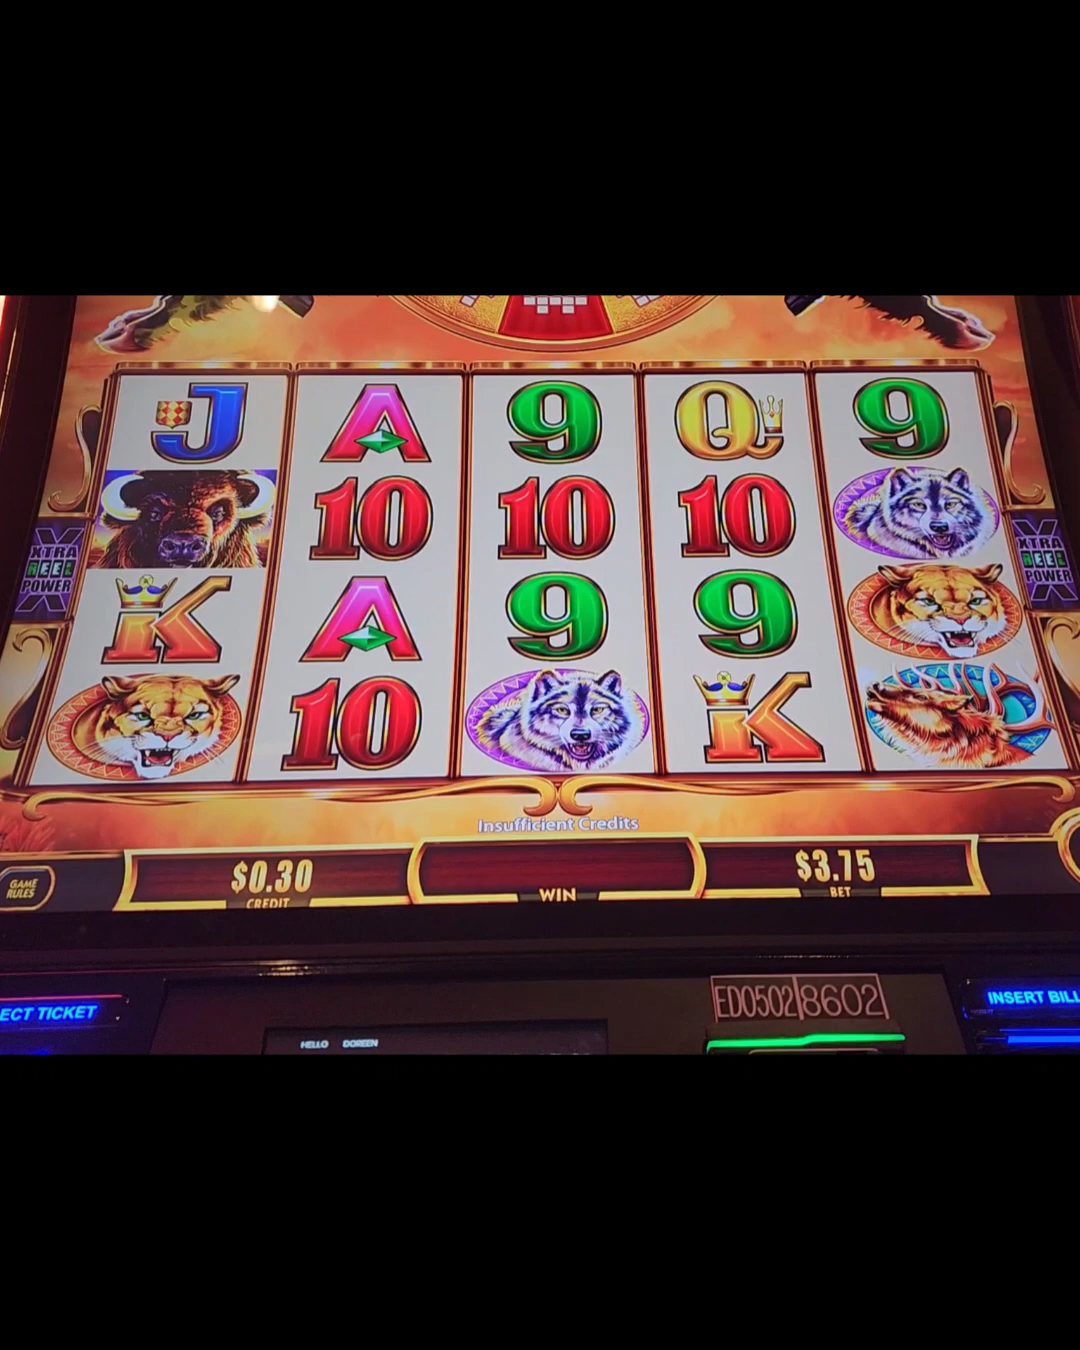 J A 9 Q 9
10 10 10
K A 9 9
10 K
XTRA
REEL
POWER
X
XTRA
REEL
POWER
X
Insufficient Credits
GAME
RULES
$0.30
CREDIT
WIN
$3.75
BET
ECT TICKET
ED0502 8602
INSERT BILL
HELLO DOREEN